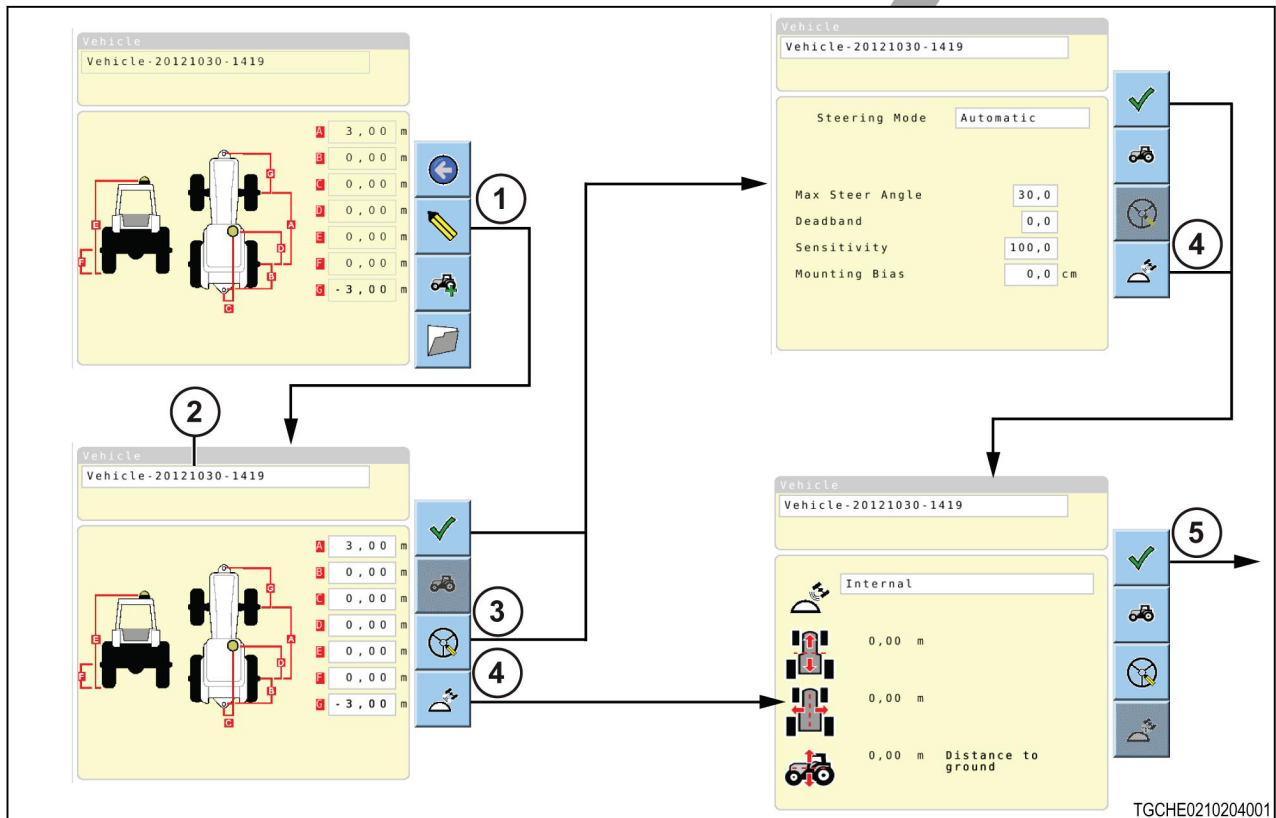 Vehicle
Vehicle-20121030-1419
A 3,00 m
B 0,00 m
C 0,00 m
D 0,00 m
E 0,00 m
F 0,00 m
G -3,00 m
E
F
G
A
D
B
C
1
2
Vehicle
Vehicle-20121030-1419
A 3,00 m
B 0,00 m
C 0,00 m
D 0,00 m
E 0,00 m
F 0,00 m
G -3,00 m
E
F
G
A
D
B
C
3
4
Vehicle
Vehicle-20121030-1419
Steering Mode Automatic
Max Steer Angle 30,0
Deadband 0,0
Sensitivity 100,0
Mounting Bias 0,0 cm
4
Vehicle
Vehicle-20121030-1419
Internal
0,00 m
0,00 m
0,00 m Distance to
ground
5
TGCHE0210204001